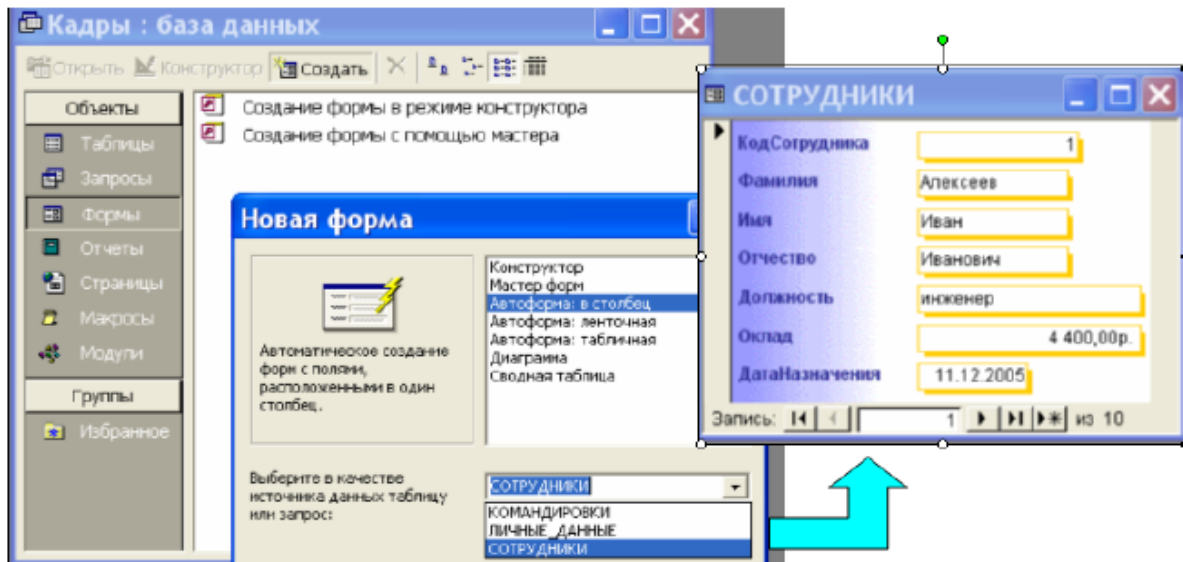 Кадры : база данных
Открыть Конструктор Создать
Объекты
Таблицы
Запросы
Формы
Отчеты
Страницы
Макросы
Модули
Группы
Избранное
Создание формы в режиме конструктора
Создание формы с помощью мастера
Новая форма
Автоматическое создание
форм с полями,
расположенными в один
столбец.
Конструктор
Мастер форм
Автоформа: в столбец
Автоформа: ленточная
Автоформа: табличная
Диаграмма
Сводная таблица
Выберите в качестве
источника данных таблицу
или запрос:
СОТРУДНИКИ
КОМАНДИРОВКИ
ЛИЧНЫЕ_ДАННЫЕ
СОТРУДНИКИ
СОТРУДНИКИ
КодСотрудника 1
Фамилия Алексеев
Имя Иван
Отчество Иванович
Должность инженер
Оклад 4 400,00р.
ДатаНазначения 11.12.2005
Запись: 1 из 10